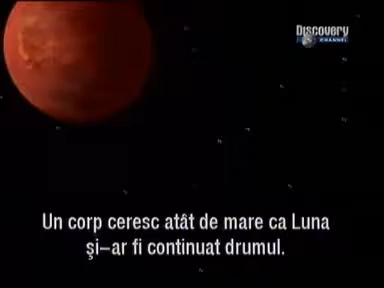 Discovery
CHANNEL
Un corp ceresc atât de mare ca Luna
şi-ar fi continuat drumul.